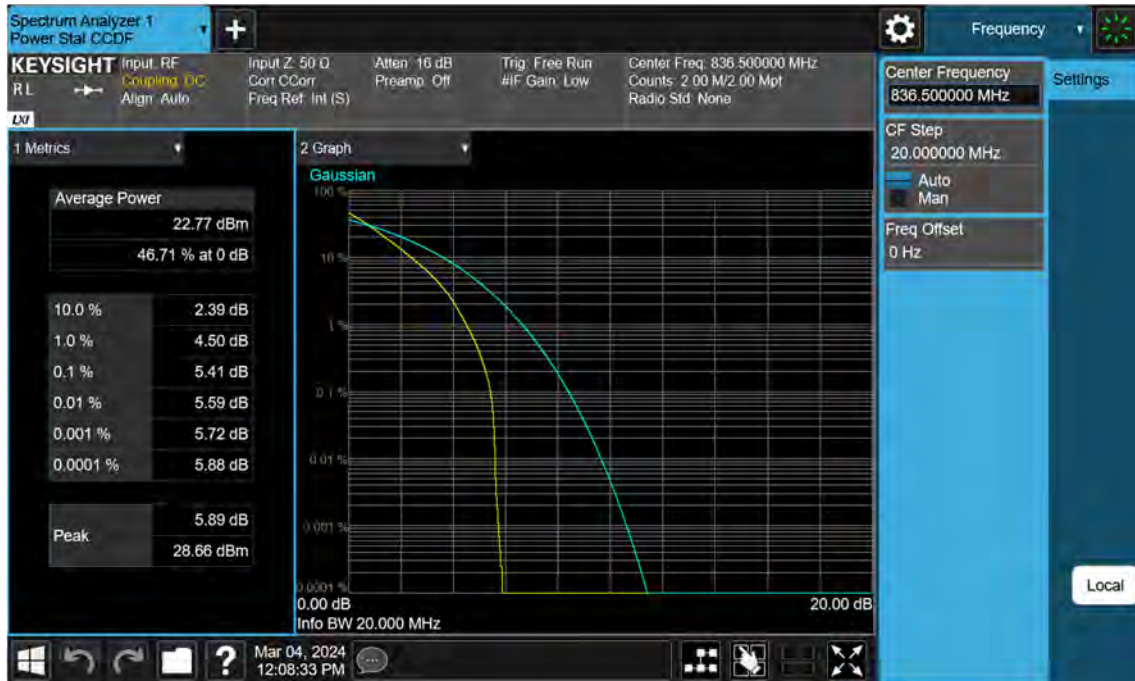 Spectrum Analyzer 1
Power Stat CCDF
Frequency
KEYSIGHT
R L
LXI
Input: RF
Coupling: DC
Align: Auto
Input Z: 50 Ω
Corr CCorr
Freq Ref: Int (S)
Atten: 16 dB
Preamp: Off
Trig: Free Run
#IF Gain: Low
Center Freq: 836.500000 MHz
Counts: 2.00 M/2.00 Mpt
Radio Std: None
Center Frequency
836.500000 MHz
Settings
CF Step
20.000000 MHz
Auto
Man
Freq Offset
0 Hz
1 Metrics
Average Power
22.77 dBm
46.71 % at 0 dB
10.0 % 2.39 dB
1.0 % 4.50 dB
0.1 % 5.41 dB
0.01 % 5.59 dB
0.001 % 5.72 dB
0.0001 % 5.88 dB
Peak
5.89 dB
28.66 dBm
2 Graph
Gaussian
100 %
10 %
1 %
0.1 %
0.01 %
0.001 %
0.0001 %
0.00 dB
20.00 dB
Info BW 20.000 MHz
Local
?
Mar 04, 2024
12:08:33 PM